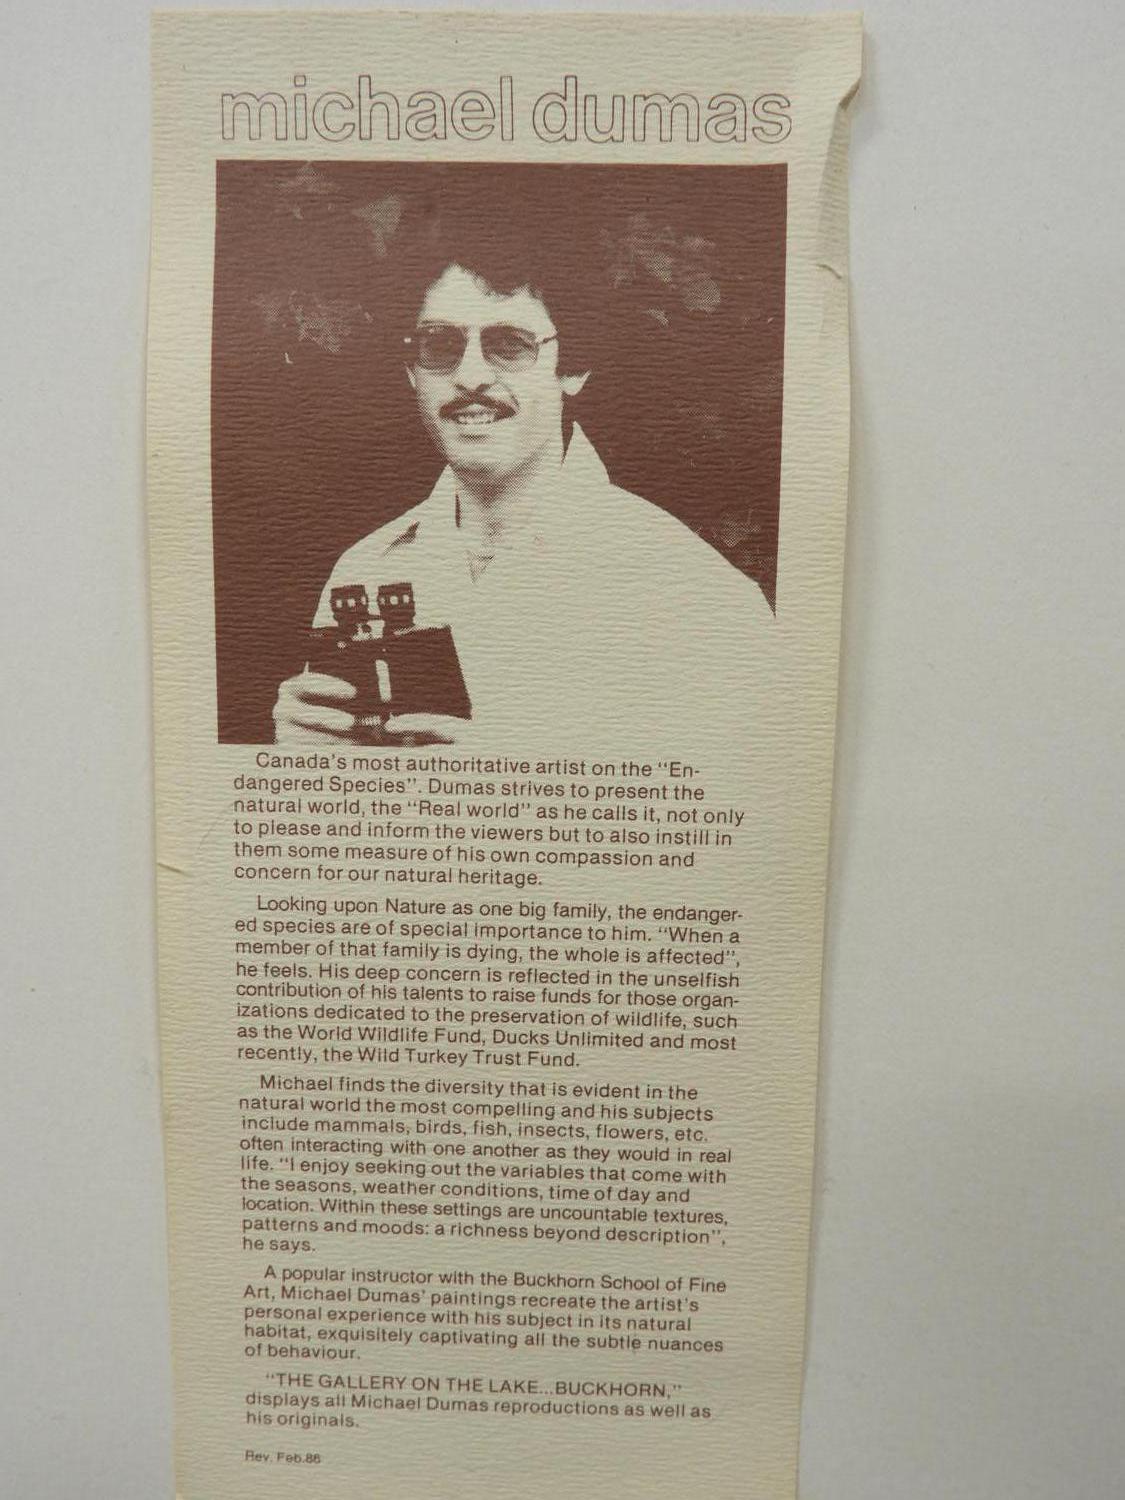 michael dumas
Canada's most authoritative artist on the "En-
dangered Species". Dumas strives to present the
natural world, the "Real world" as he calls it, not only
to please and inform the viewers but to also instill in
them some measure of his own compassion and
concern for our natural heritage.
Looking upon Nature as one big family, the endanger-
ed species are of special importance to him. "When a
member of that family is dying, the whole is affected",
he feels. His deep concern is reflected in the unselfish
contribution of his talents to raise funds for those organ-
izations dedicated to the preservation of wildlife, such
as the World Wildlife Fund, Ducks Unlimited and most
recently, the Wild Turkey Trust Fund.
Michael finds the diversity that is evident in the
natural world the most compelling and his subjects
include mammals, birds, fish, insects, flowers, etc.
often interacting with one another as they would in real
life. "I enjoy seeking out the variables that come with
the seasons, weather conditions, time of day and
location. Within these settings are uncountable textures,
patterns and moods: a richness beyond description",
he says.
A popular instructor with the Buckhorn School of Fine
Art, Michael Dumas' paintings recreate the artist's
personal experience with his subject in its natural
habitat, exquisitely captivating all the subtle nuances
of behaviour.
"THE GALLERY ON THE LAKE...BUCKHORN,"
displays all Michael Dumas reproductions as well as
his originals.
Rev. Feb.86